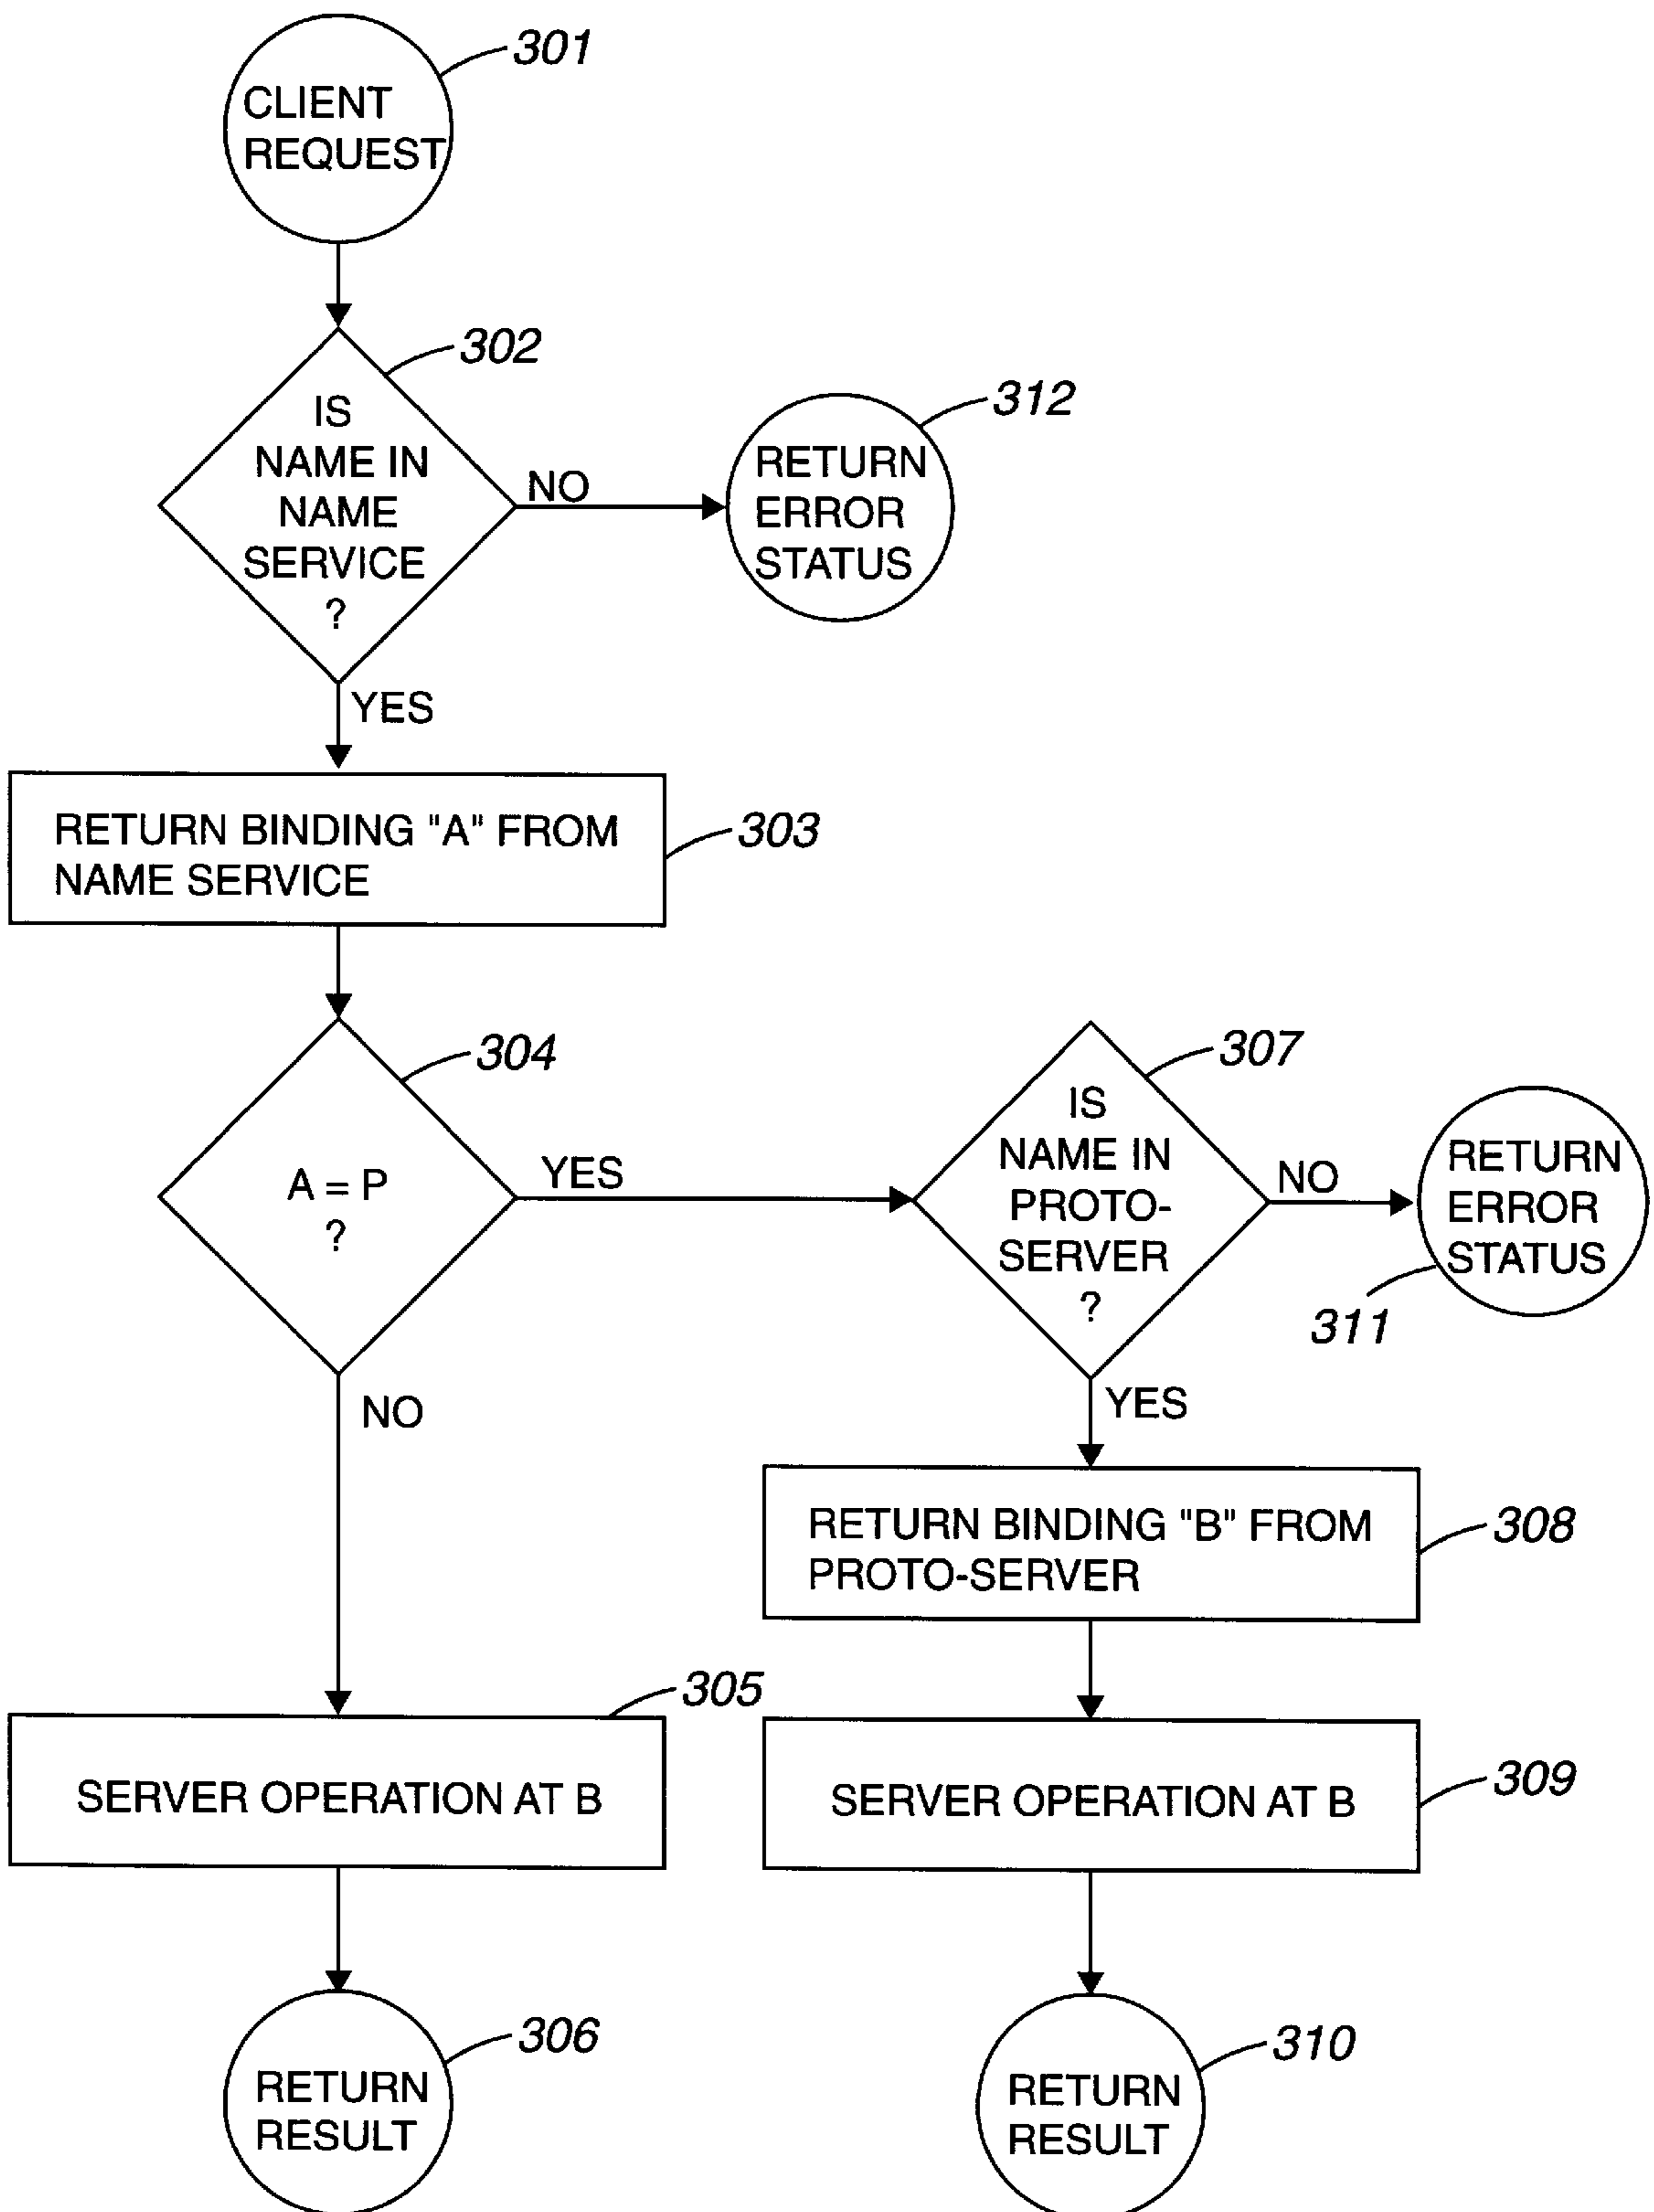 301
CLIENT
REQUEST
302
IS
NAME IN
NAME
SERVICE
?
NO
312
RETURN
ERROR
STATUS
YES
RETURN BINDING "A" FROM
NAME SERVICE
303
304
A = P
?
YES
307
IS
NAME IN
PROTO-
SERVER
?
NO
RETURN
ERROR
STATUS
311
NO
YES
RETURN BINDING "B" FROM
PROTO-SERVER
308
305
SERVER OPERATION AT B
SERVER OPERATION AT B
309
306
RETURN
RESULT
310
RETURN
RESULT